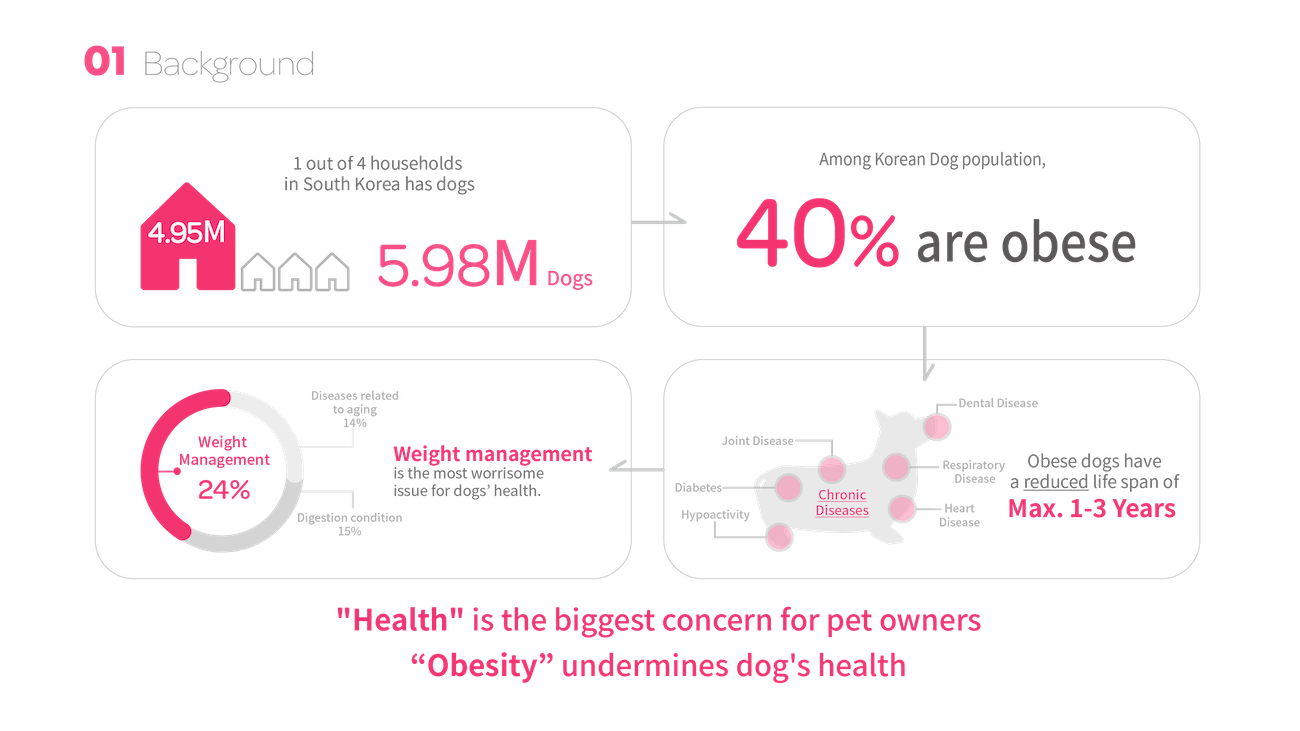 01 Background
1 out of 4 households
in South Korea has dogs
4.95M
5.98M Dogs
Among Korean Dog population,
40% are obese
Diseases related
to aging
14%
Weight
Management
24%
Digestion condition
15%
Weight management
is the most worrisome
issue for dogs' health.
Dental Disease
Joint Disease
Respiratory
Disease
Diabetes
Chronic
Diseases
Hypoactivity
Heart
Disease
Obese dogs have
a reduced life span of
Max. 1-3 Years
"Health" is the biggest concern for pet owners
“Obesity” undermines dog's health